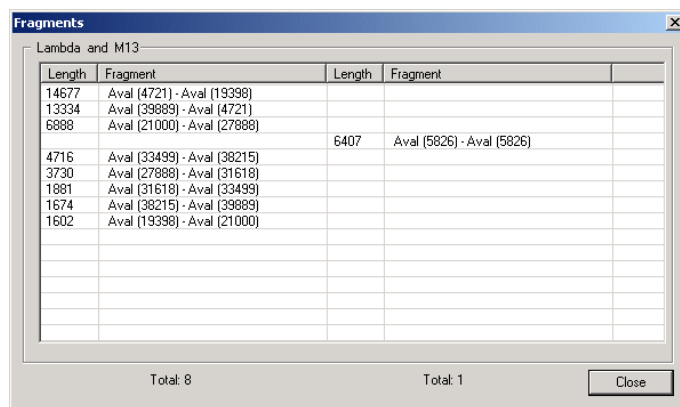 Fragments
Lambda and M13
Length Fragment Length Fragment
14677 AvaI (4721) - AvaI (19398)
13334 AvaI (39889) - AvaI (4721)
6888 AvaI (21000) - AvaI (27888)
6407 AvaI (5826) - AvaI (5826)
4716 AvaI (33499) - AvaI (38215)
3730 AvaI (27888) - AvaI (31618)
1881 AvaI (31618) - AvaI (33499)
1674 AvaI (38215) - AvaI (39889)
1602 AvaI (19398) - AvaI (21000)
Total: 8 Total: 1 Close